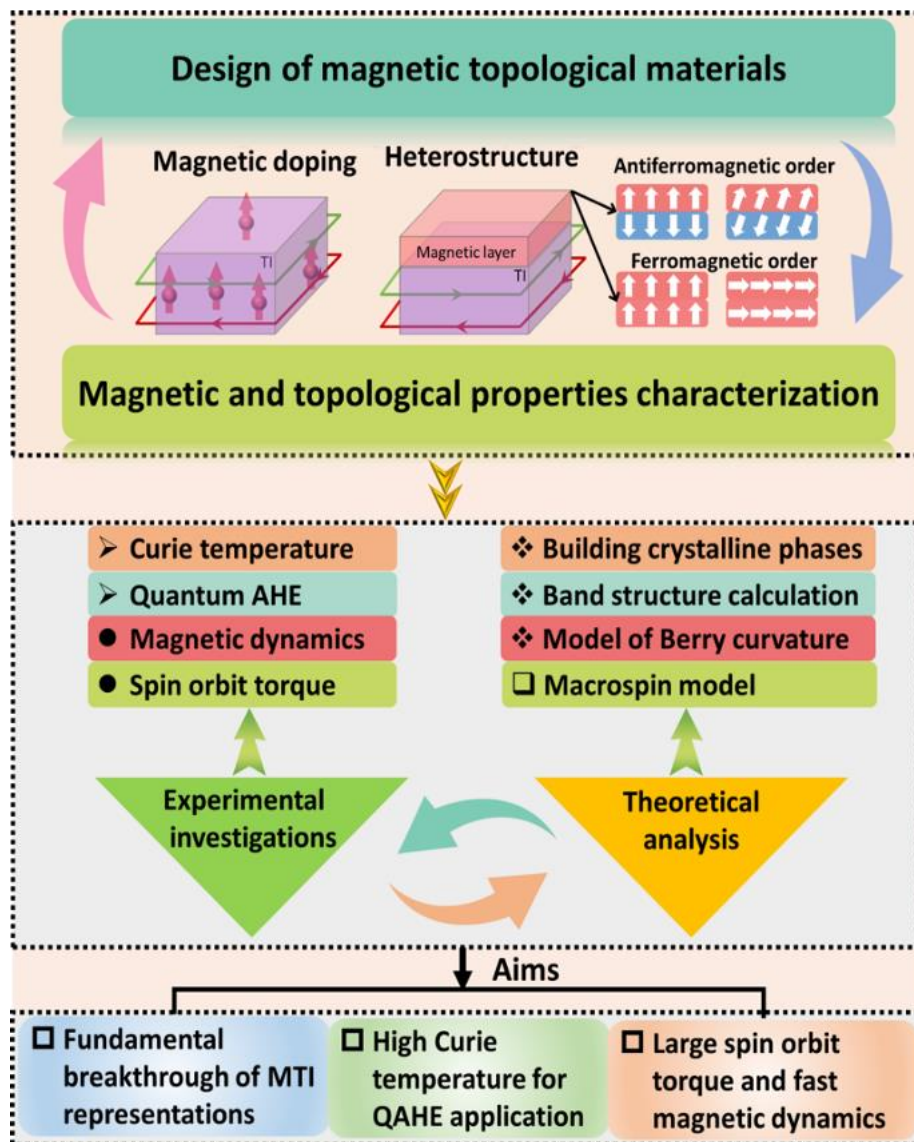 Design of magnetic topological materials
Magnetic doping
Heterostructure
Antiferromagnetic order
TI
Magnetic layer
TI
Ferromagnetic order
Magnetic and topological properties characterization
➢ Curie temperature
➢ Quantum AHE
● Magnetic dynamics
● Spin orbit torque
❖ Building crystalline phases
❖ Band structure calculation
❖ Model of Berry curvature
❑ Macrospin model
Experimental
investigations
Theoretical
analysis
Aims
❑ Fundamental
breakthrough of MTI
representations
❑ High Curie
temperature for
QAHE application
❑ Large spin orbit
torque and fast
magnetic dynamics